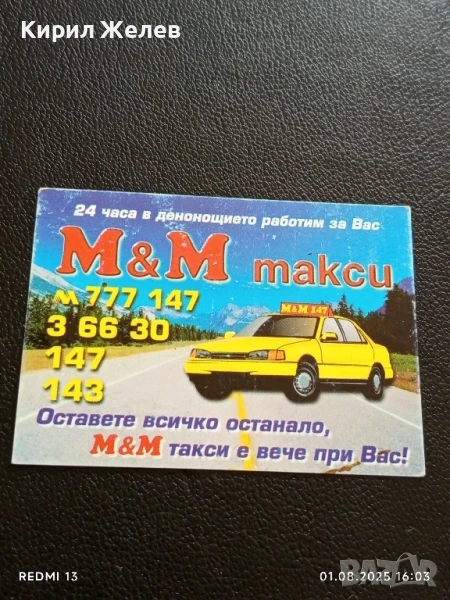 Кирил Желев
24 часа в денонощието работим за Вас
M&M такси
м 777 147
3 66 30
147
143
M&M 147
Оставете всичко останало,
M&M такси е вече при Вас!
BAZAR
REDMI 13
01.08.2025 16:03